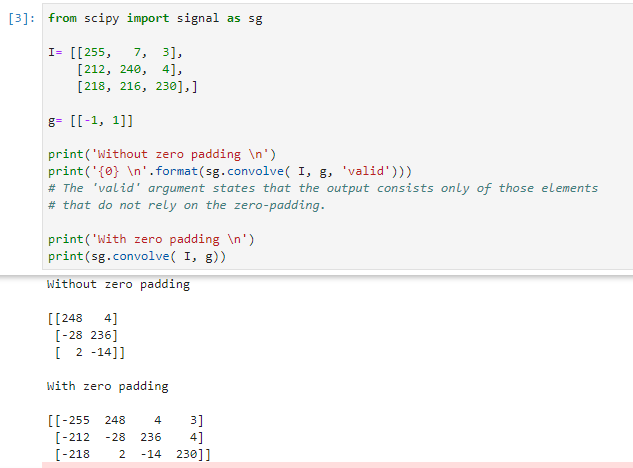 [3]: from scipy import signal as sg
I= [[255,   7,  3],
    [212, 240,  4],
    [218, 216, 230],]
g= [[-1, 1]]
print('Without zero padding \n')
print('{0} \n'.format(sg.convolve( I, g, 'valid')))
# The 'valid' argument states that the output consists only of those elements
# that do not rely on the zero-padding.
print('With zero padding \n')
print(sg.convolve( I, g))
Without zero padding
[[248   4]
 [-28 236]
 [  2 -14]]
With zero padding
[[-255  248    4    3]
 [-212  -28  236    4]
 [-218    2  -14  230]]